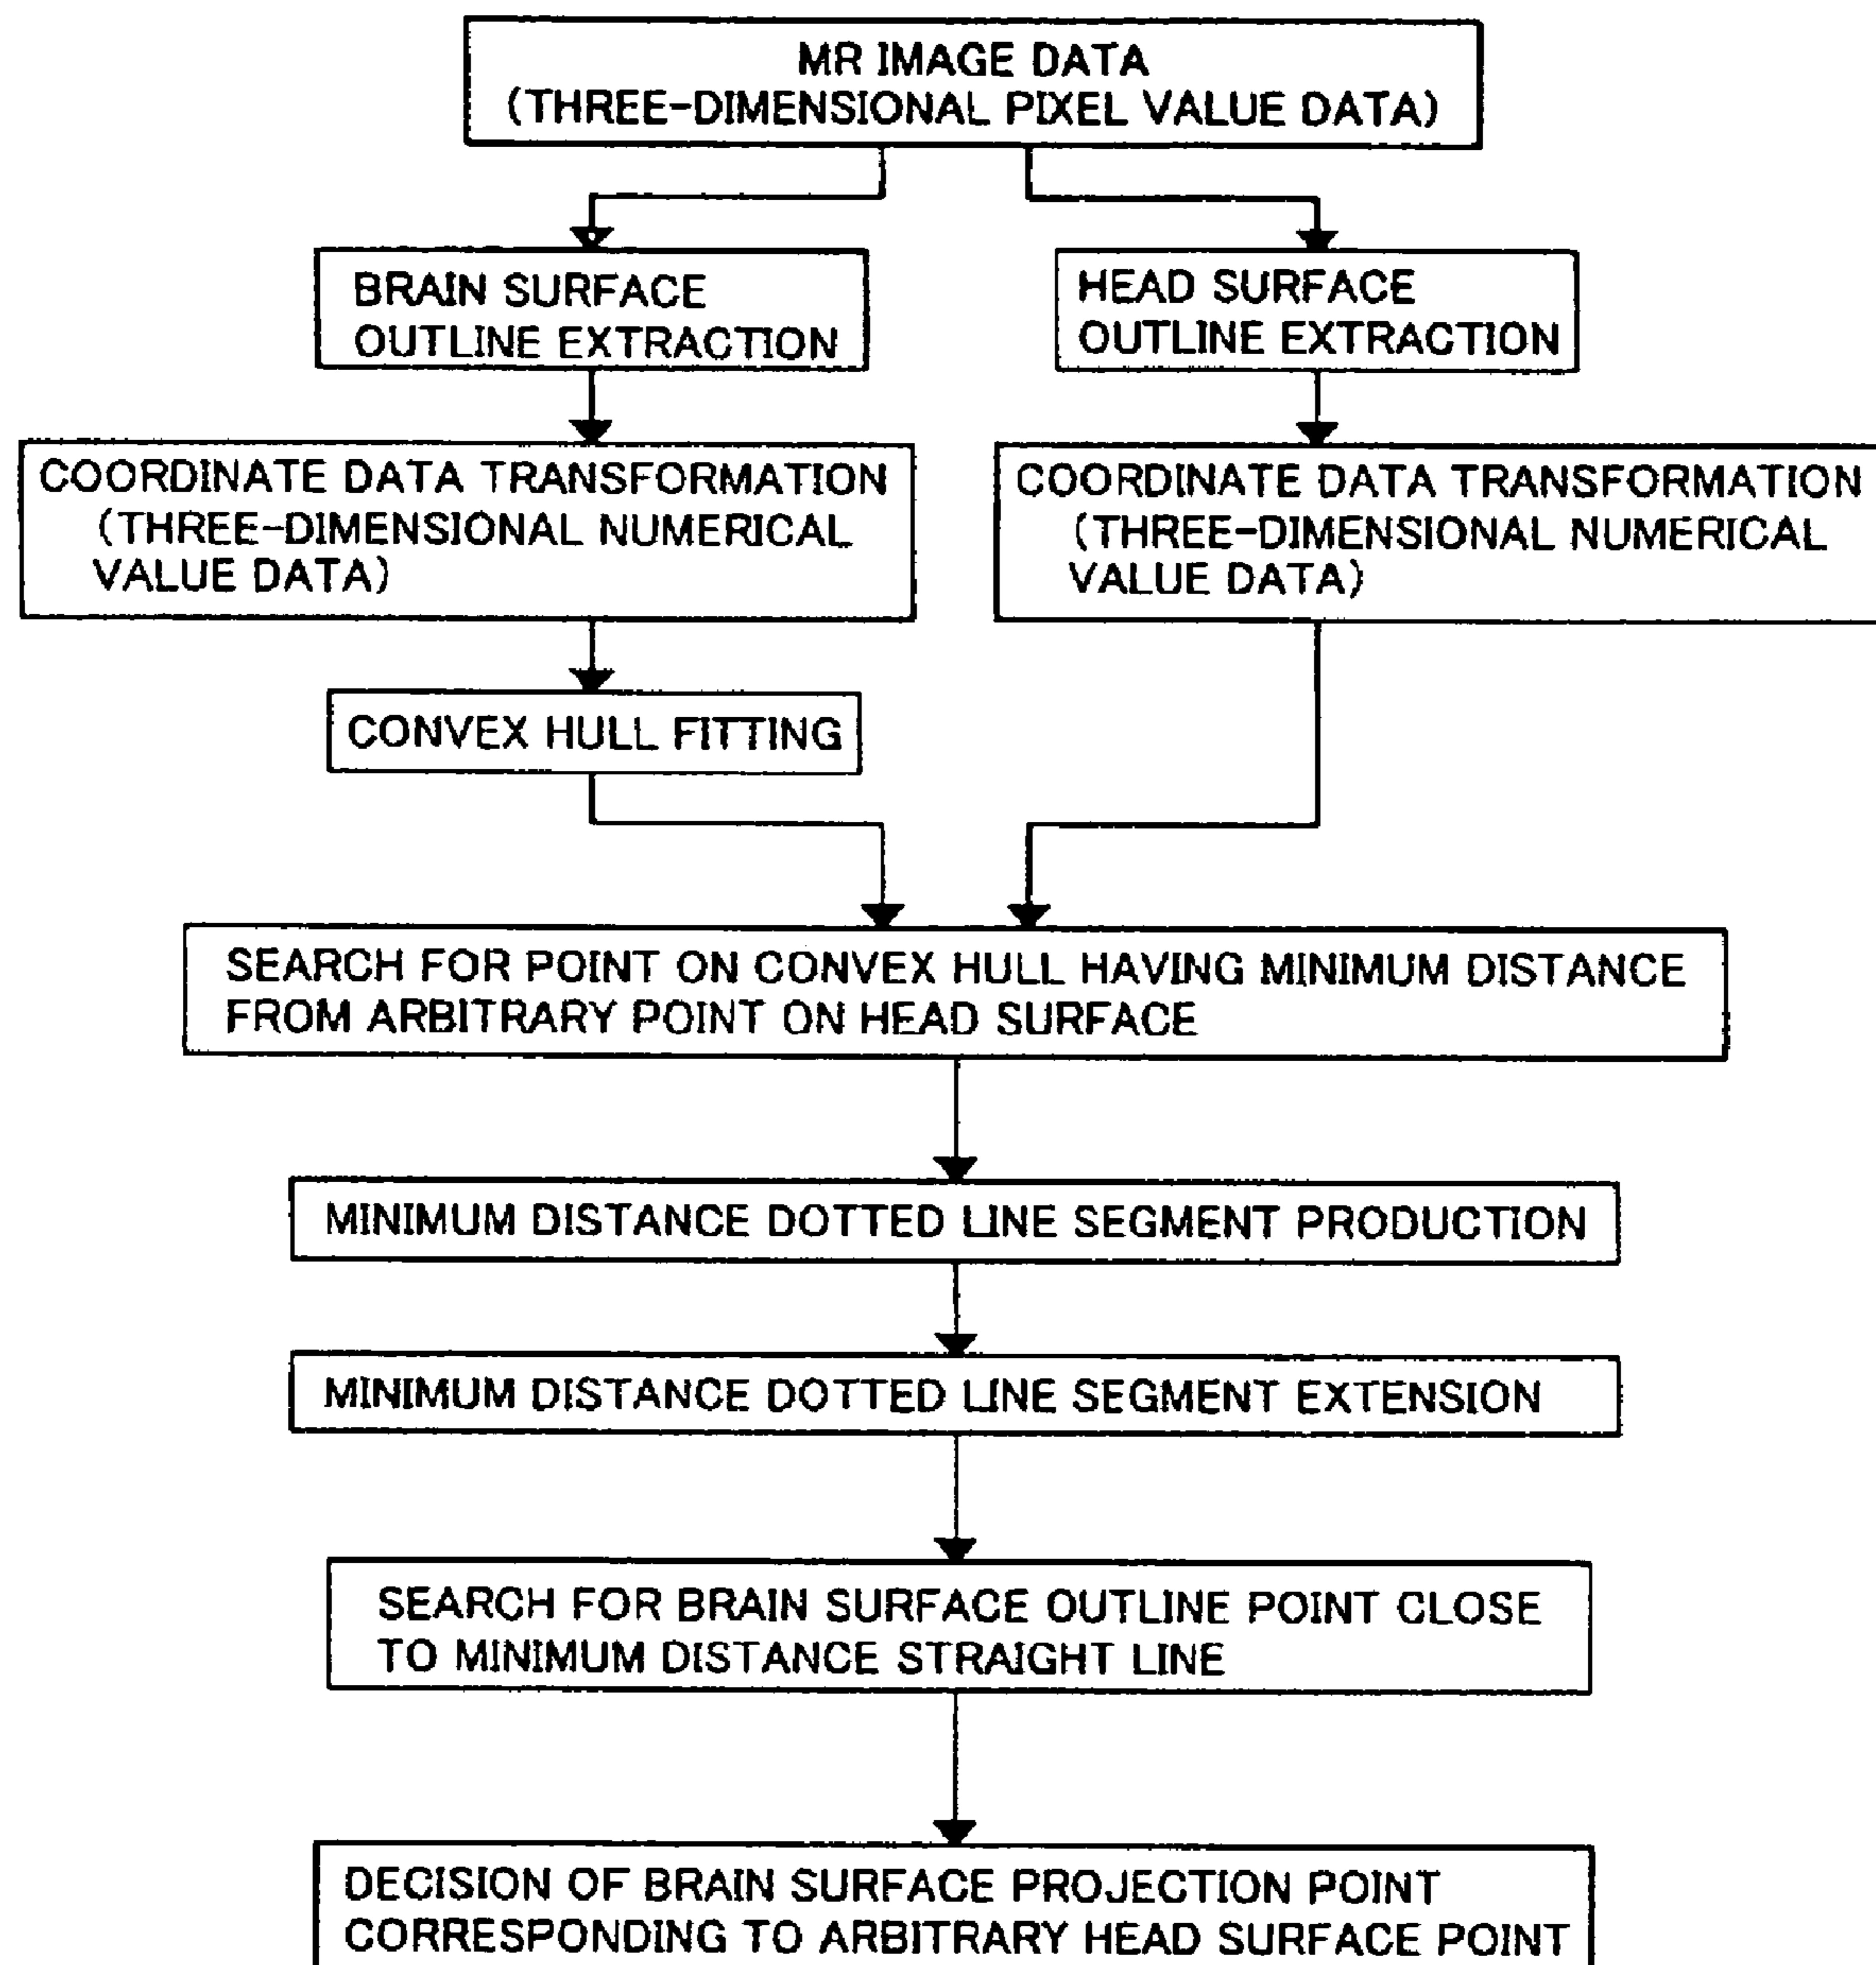 MR IMAGE DATA
(THREE-DIMENSIONAL PIXEL VALUE DATA)
BRAIN SURFACE
OUTLINE EXTRACTION
HEAD SURFACE
OUTLINE EXTRACTION
COORDINATE DATA TRANSFORMATION
(THREE-DIMENSIONAL NUMERICAL
VALUE DATA)
COORDINATE DATA TRANSFORMATION
(THREE-DIMENSIONAL NUMERICAL
VALUE DATA)
CONVEX HULL FITTING
SEARCH FOR POINT ON CONVEX HULL HAVING MINIMUM DISTANCE
FROM ARBITRARY POINT ON HEAD SURFACE
MINIMUM DISTANCE DOTTED LINE SEGMENT PRODUCTION
MINIMUM DISTANCE DOTTED LINE SEGMENT EXTENSION
SEARCH FOR BRAIN SURFACE OUTLINE POINT CLOSE
TO MINIMUM DISTANCE STRAIGHT LINE
DECISION OF BRAIN SURFACE PROJECTION POINT
CORRESPONDING TO ARBITRARY HEAD SURFACE POINT